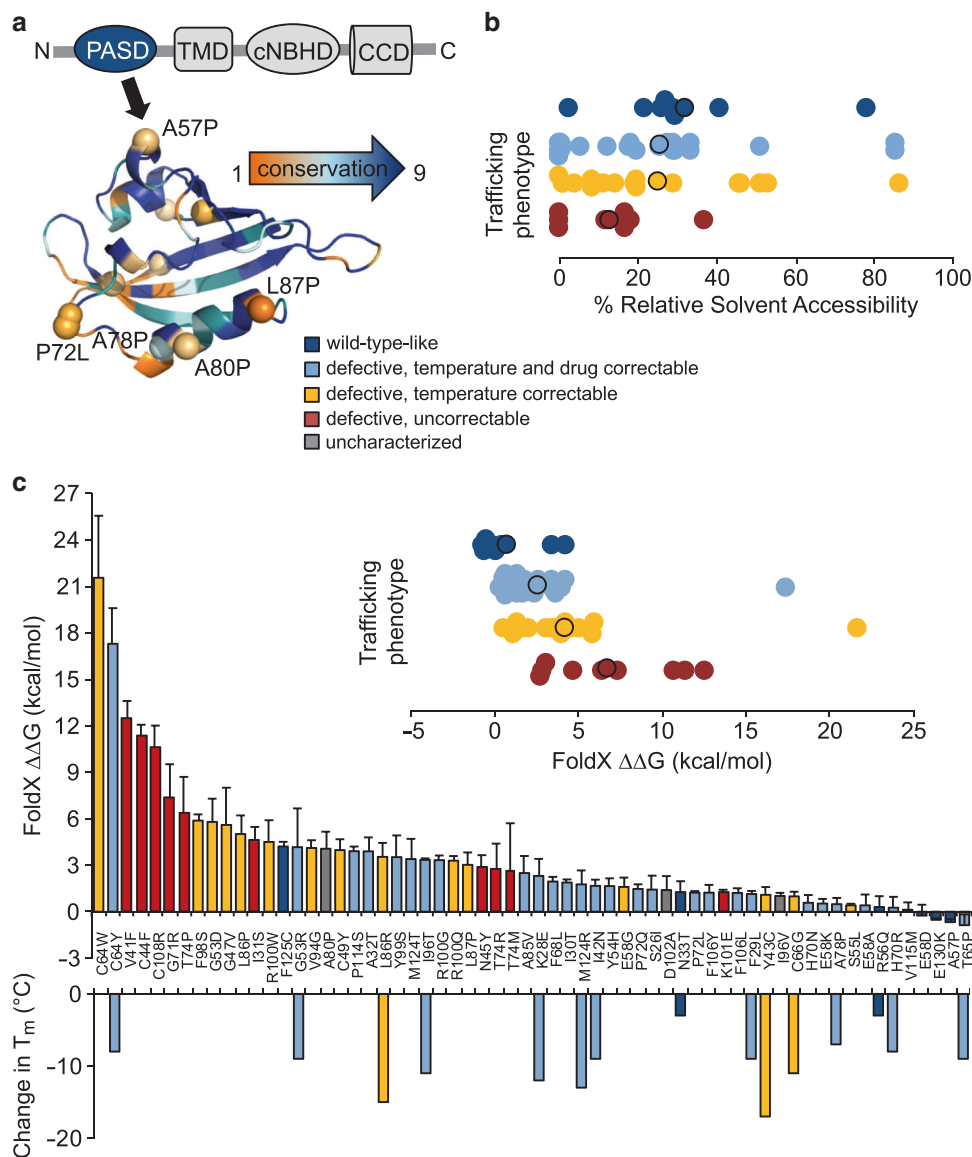 a
N PASD TMD cNBHD CCD C
A57P
1 conservation 9
L87P
A78P
P72L
A80P
b
Trafficking
phenotype
0 20 40 60 80 100
% Relative Solvent Accessibility
wild-type-like
defective, temperature and drug correctable
defective, temperature correctable
defective, uncorrectable
uncharacterized
c
FoldX ΔΔG (kcal/mol)
27
24
21
18
15
12
9
6
3
0
−3
Trafficking
phenotype
−5 0 5 10 15 20 25
FoldX ΔΔG (kcal/mol)
C64W
C64Y
V41F
C44F
C108R
G71R
T74P
F98S
G53D
G47V
L86P
I31S
R100W
F125C
G53R
V94G
A80P
C49Y
P114S
A32T
L86R
Y99S
M124T
I96T
R100G
R100Q
L87P
N45Y
T74R
T74M
A85V
K28E
F68L
I30T
M124R
I42N
Y54H
E58G
P72Q
S26I
D102A
N33T
P72L
F106Y
K101E
F106L
F29L
Y43C
I96V
C66G
H70N
E58K
A78P
S55L
E58A
R56Q
H70R
V115M
E58D
E130K
A57P
T65P
Change in Tm (°C)
0
−10
−20